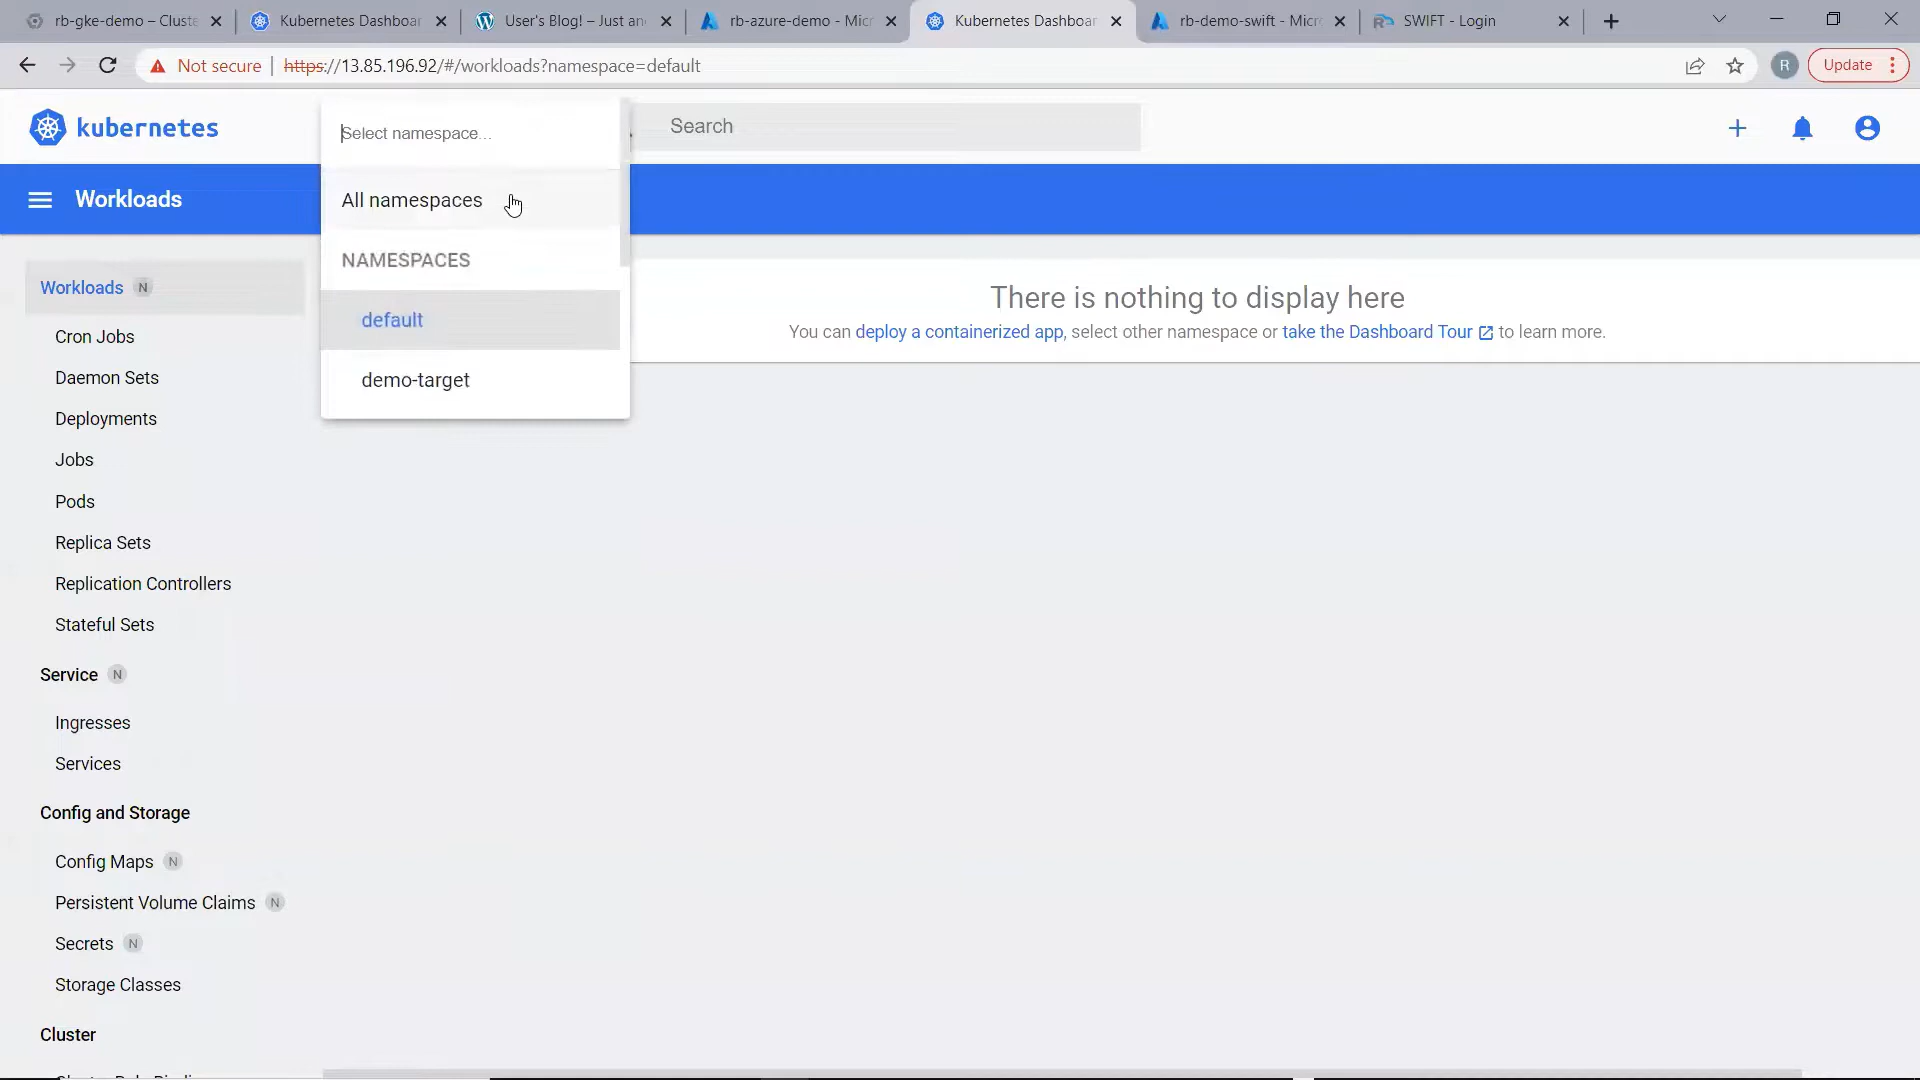 rb-gke-demo – Cluste
Kubernetes Dashboar
User's Blog! – Just an
rb-azure-demo - Micr
Kubernetes Dashboar
rb-demo-swift - Micro
SWIFT - Login
Not secure
https://13.85.196.92/#/workloads?namespace=default
R
Update
kubernetes
Select namespace...
Search
Workloads
All namespaces
NAMESPACES
default
demo-target
There is nothing to display here
You can deploy a containerized app, select other namespace or take the Dashboard Tour to learn more.
Workloads N
Cron Jobs
Daemon Sets
Deployments
Jobs
Pods
Replica Sets
Replication Controllers
Stateful Sets
Service N
Ingresses
Services
Config and Storage
Config Maps N
Persistent Volume Claims N
Secrets N
Storage Classes
Cluster